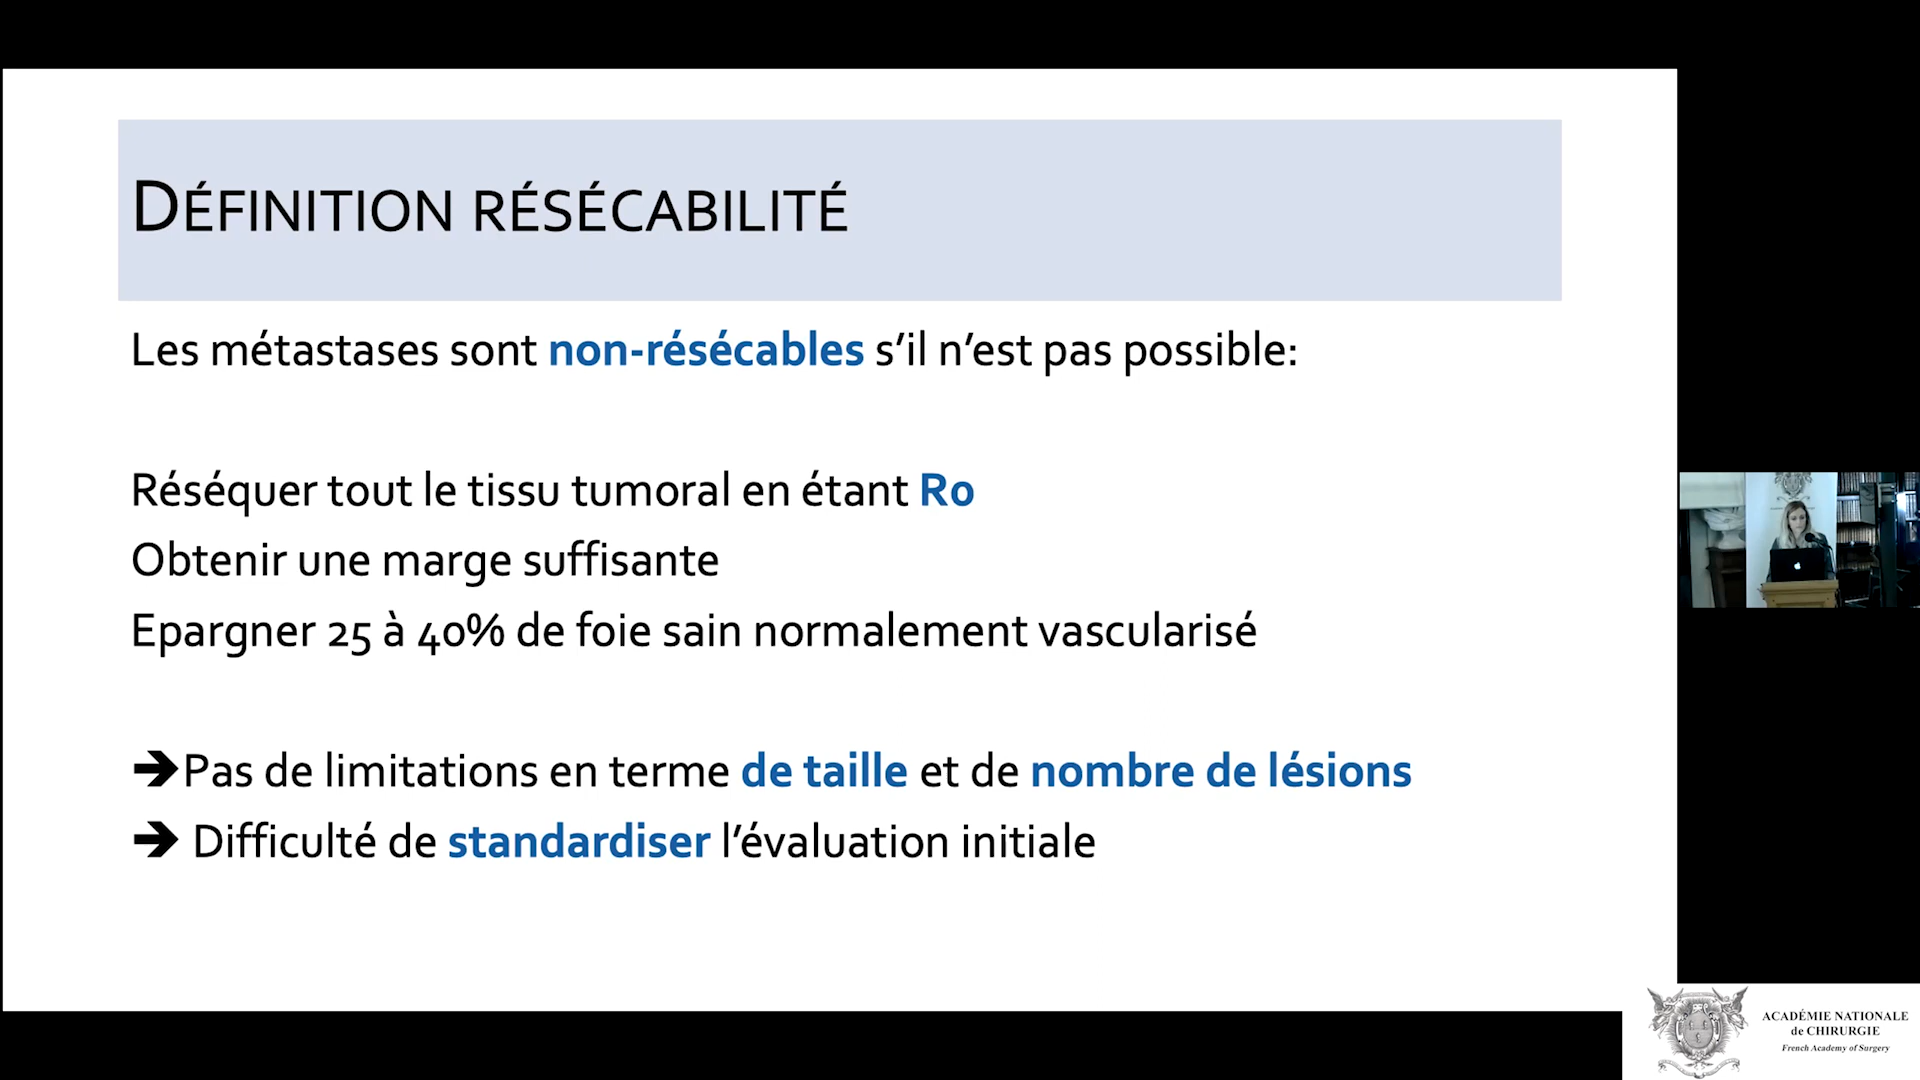 DÉFINITION RÉSÉCABILITÉ
Les métastases sont non-résécables s’il n’est pas possible:
Réséquer tout le tissu tumoral en étant R0
Obtenir une marge suffisante
Epargner 25 à 40% de foie sain normalement vascularisé
➔Pas de limitations en terme de taille et de nombre de lésions
➔ Difficulté de standardiser l’évaluation initiale
ACADÉMIE NATIONALE
de CHIRURGIE
French Academy of Surgery